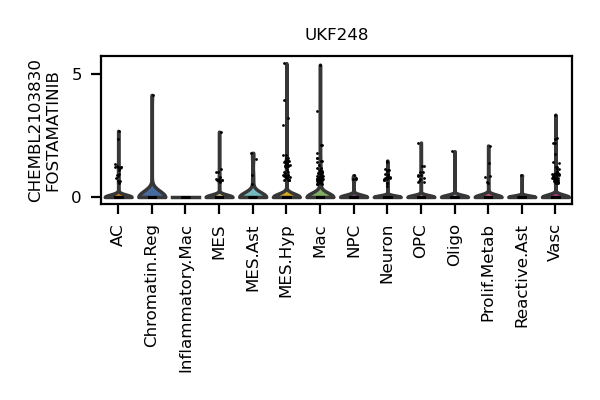 UKF248
CHEMBL2103830
FOSTAMATINIB
5
0
AC
Chromatin.Reg
Inflammatory.Mac
MES
MES.Ast
MES.Hyp
Mac
NPC
Neuron
OPC
Oligo
Prolif.Metab
Reactive.Ast
Vasc